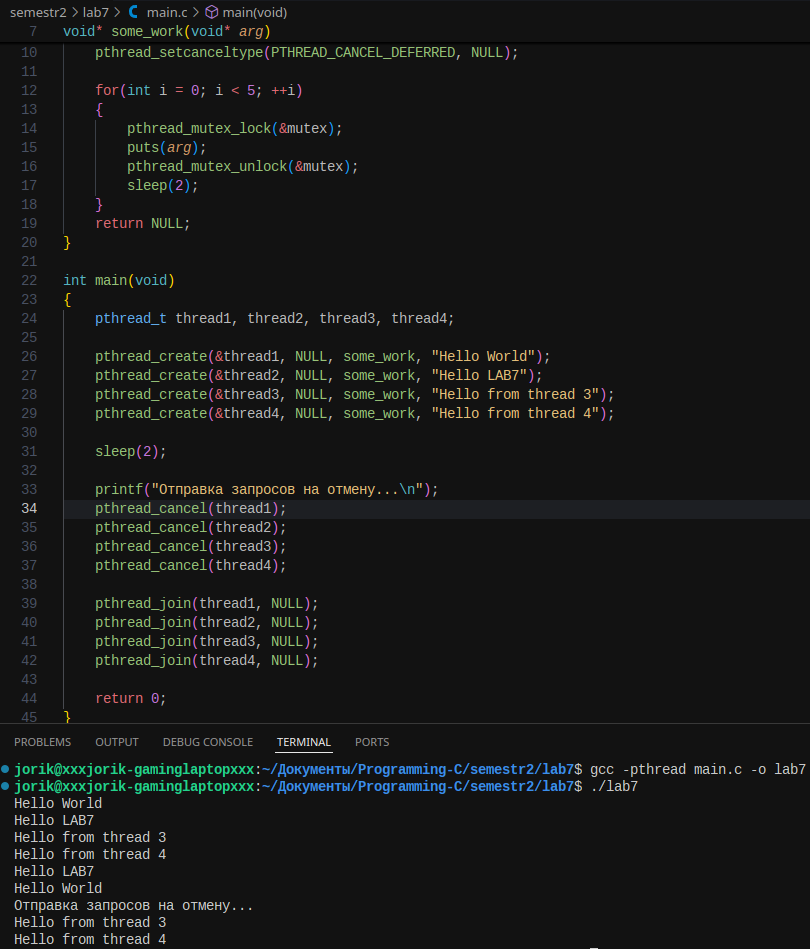 semestr2 > lab7 > C main.c > main(void)
7 void* some_work(void* arg)
10     pthread_setcanceltype(PTHREAD_CANCEL_DEFERRED, NULL);
11
12     for(int i = 0; i < 5; ++i)
13     {
14         pthread_mutex_lock(&mutex);
15         puts(arg);
16         pthread_mutex_unlock(&mutex);
17         sleep(2);
18     }
19     return NULL;
20 }
21
22 int main(void)
23 {
24     pthread_t thread1, thread2, thread3, thread4;
25
26     pthread_create(&thread1, NULL, some_work, "Hello World");
27     pthread_create(&thread2, NULL, some_work, "Hello LAB7");
28     pthread_create(&thread3, NULL, some_work, "Hello from thread 3");
29     pthread_create(&thread4, NULL, some_work, "Hello from thread 4");
30
31     sleep(2);
32
33     printf("Отправка запросов на отмену...\n");
34     pthread_cancel(thread1);
35     pthread_cancel(thread2);
36     pthread_cancel(thread3);
37     pthread_cancel(thread4);
38
39     pthread_join(thread1, NULL);
40     pthread_join(thread2, NULL);
41     pthread_join(thread3, NULL);
42     pthread_join(thread4, NULL);
43
44     return 0;
45 }
PROBLEMS OUTPUT DEBUG CONSOLE TERMINAL PORTS
jorik@xxxjorik-gaminglaptopxxx:~/Документы/Programming-C/semestr2/lab7$ gcc -pthread main.c -o lab7
jorik@xxxjorik-gaminglaptopxxx:~/Документы/Programming-C/semestr2/lab7$ ./lab7
Hello World
Hello LAB7
Hello from thread 3
Hello from thread 4
Hello LAB7
Hello World
Отправка запросов на отмену...
Hello from thread 3
Hello from thread 4